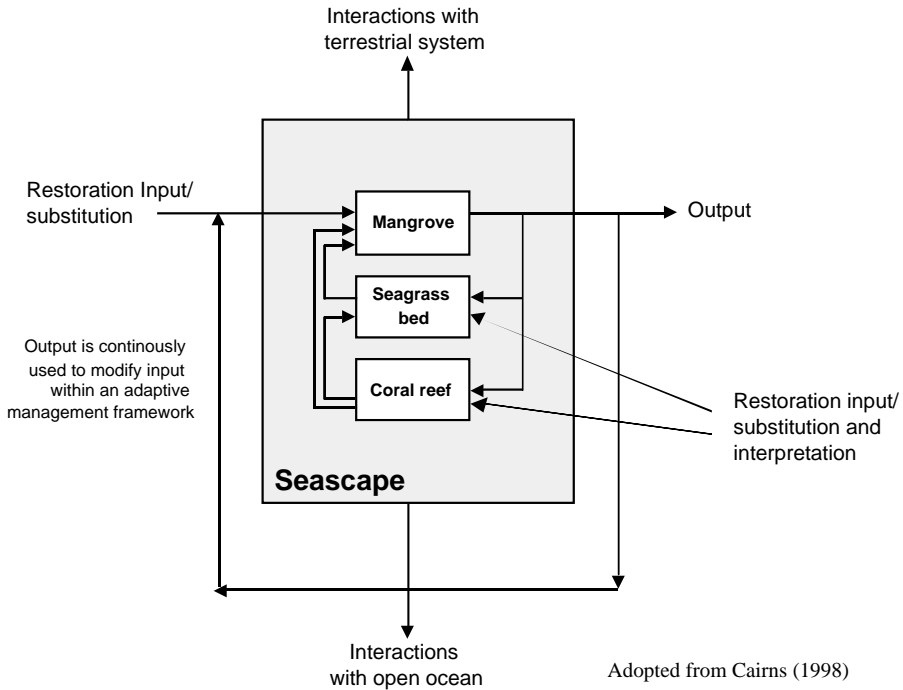 Interactions with
terrestrial system
Restoration Input/
substitution
Mangrove
Output
Seagrass
bed
Output is continously
used to modify input
within an adaptive
management framework
Coral reef
Restoration input/
substitution and
interpretation
Seascape
Interactions
with open ocean
Adopted from Cairns (1998)